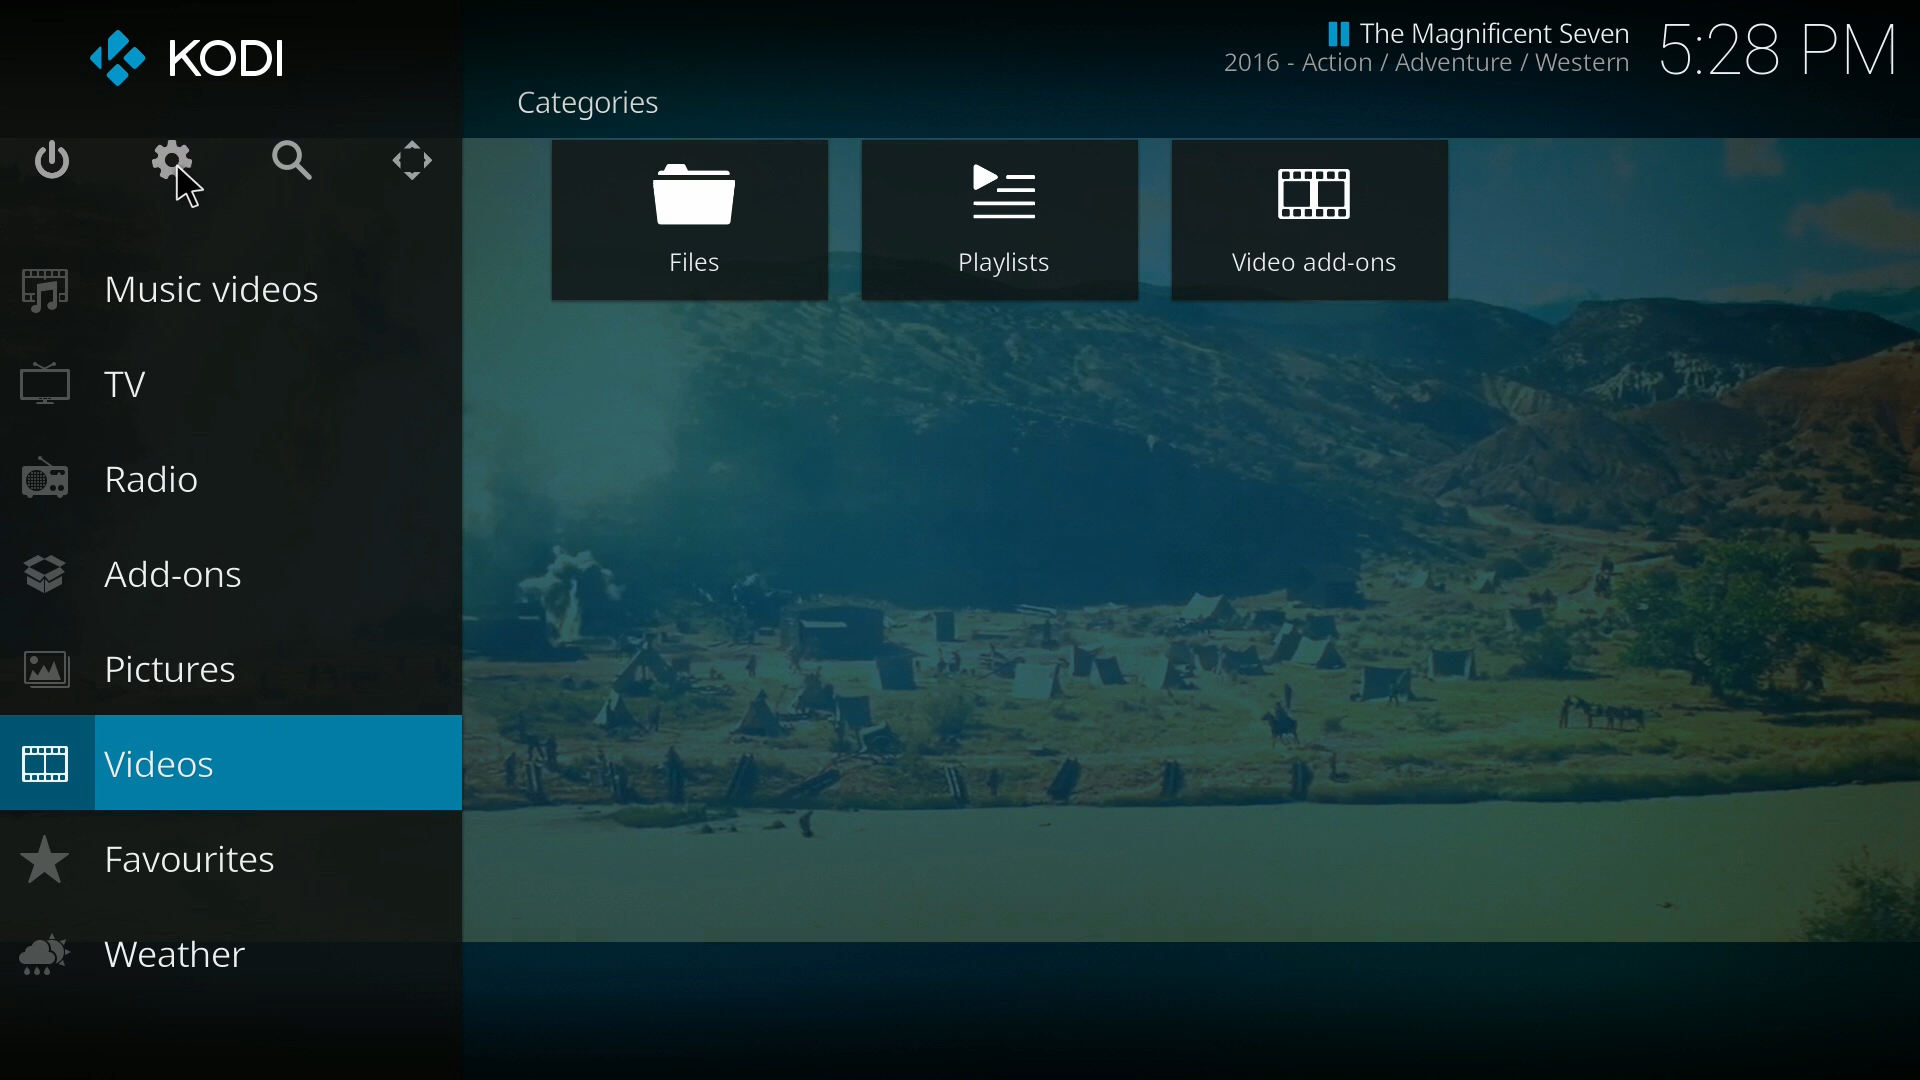 KODI
The Magnificent Seven
2016 - Action / Adventure / Western
5:28 PM
Categories
Files
Playlists
Video add-ons
Music videos
TV
Radio
Add-ons
Pictures
Videos
Favourites
Weather